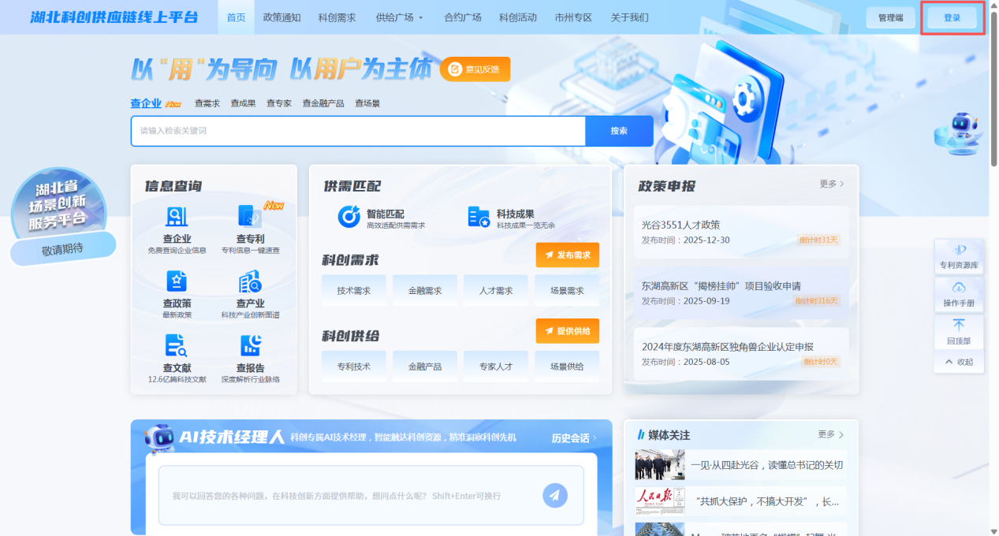 湖北科创供应链线上平台
首页 政策通知 科创需求 供给广场 合约广场 科创活动 市州专区 关于我们
管理端 登录
以“用”为导向 以用户为主体
意见反馈
查企业 New 查需求 查成果 查专家 查金融产品 查场景
请输入检索关键词 搜索
湖北省
场景创新
服务平台
敬请期待
信息查询
查企业
免费查询企业信息
New
查专利
专利信息一键速查
查政策
最新政策
查产业
科技产业创新图谱
查文献
12.6亿篇科技文献
查报告
深度解析行业脉络
供需匹配
智能匹配
高效适配供需需求
科技成果
科技成果一览无余
科创需求 发布需求
技术需求 金融需求 人才需求 场景需求
科创供给 提供供给
专利技术 金融产品 专家人才 场景供给
政策申报 更多
光谷3551人才政策
发布时间：2025-12-30 倒计时31天
东湖高新区“揭榜挂帅”项目验收申请
发布时间：2025-09-19 倒计时316天
2024年度东湖高新区独角兽企业认定申报
发布时间：2025-08-05 倒计时0天
专利资源库
操作手册
回顶部
收起
AI技术经理人 科创专属AI技术经理，智能触达科创资源，精准洞察科创先机 历史会话
我可以回答您的各种问题，在科技创新方面提供帮助，想问点什么呢？ Shift+Enter可换行
媒体关注 更多
一见·从四赴光谷，读懂总书记的关切
人民日报
“共抓大保护，不搞大开发”，长...